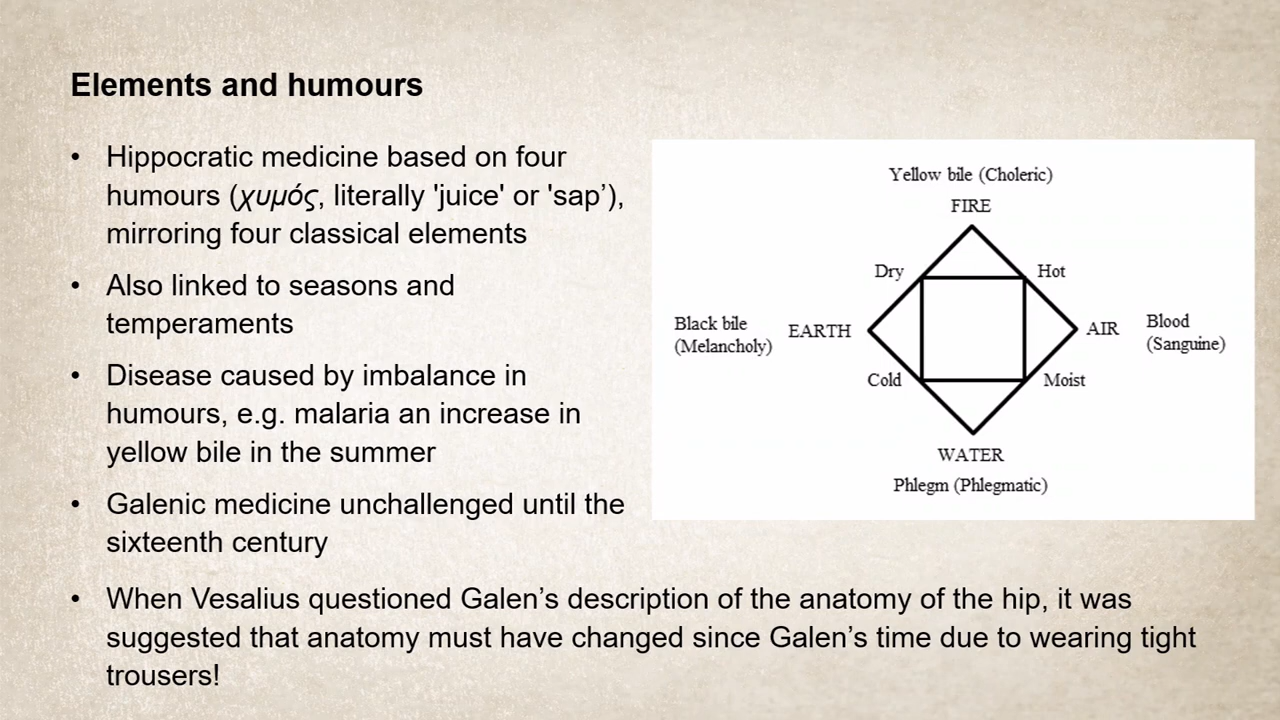 Elements and humours
• Hippocratic medicine based on four
humours (χυμός, literally 'juice' or 'sap’),
mirroring four classical elements
• Also linked to seasons and
temperaments
• Disease caused by imbalance in
humours, e.g. malaria an increase in
yellow bile in the summer
• Galenic medicine unchallenged until the
sixteenth century
• When Vesalius questioned Galen’s description of the anatomy of the hip, it was
suggested that anatomy must have changed since Galen’s time due to wearing tight
trousers!
Yellow bile (Choleric)
FIRE
Dry
Hot
Black bile
(Melancholy)
EARTH
AIR
Blood
(Sanguine)
Cold
Moist
WATER
Phlegm (Phlegmatic)